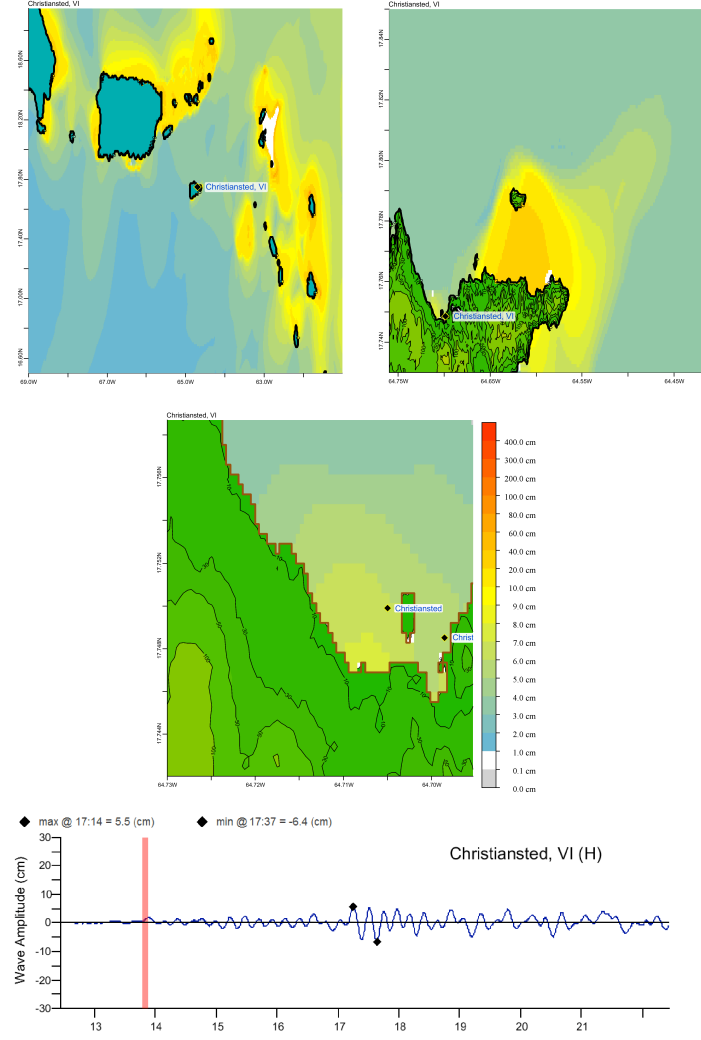 Christiansted, VI
18.60N
18.20N
17.80N
17.40N
17.00N
16.60N
Christiansted, VI
69.0W
67.0W
65.0W
63.0W
Christiansted, VI
17.84N
17.82N
17.80N
17.78N
17.76N
17.74N
Christiansted, VI
64.75W
64.65W
64.55W
64.45W
Christiansted, VI
17.756N
17.752N
17.748N
17.744N
Christiansted
Christ
64.73W
64.72W
64.71W
64.70W
400.0 cm
300.0 cm
200.0 cm
100.0 cm
80.0 cm
60.0 cm
40.0 cm
20.0 cm
10.0 cm
9.0 cm
8.0 cm
7.0 cm
6.0 cm
5.0 cm
4.0 cm
3.0 cm
2.0 cm
1.0 cm
0.1 cm
0.0 cm
max @ 17:14 = 5.5 (cm)
min @ 17:37 = -6.4 (cm)
Christiansted, VI (H)
Wave Amplitude (cm)
30
20
10
0
-10
-20
-30
13
14
15
16
17
18
19
20
21